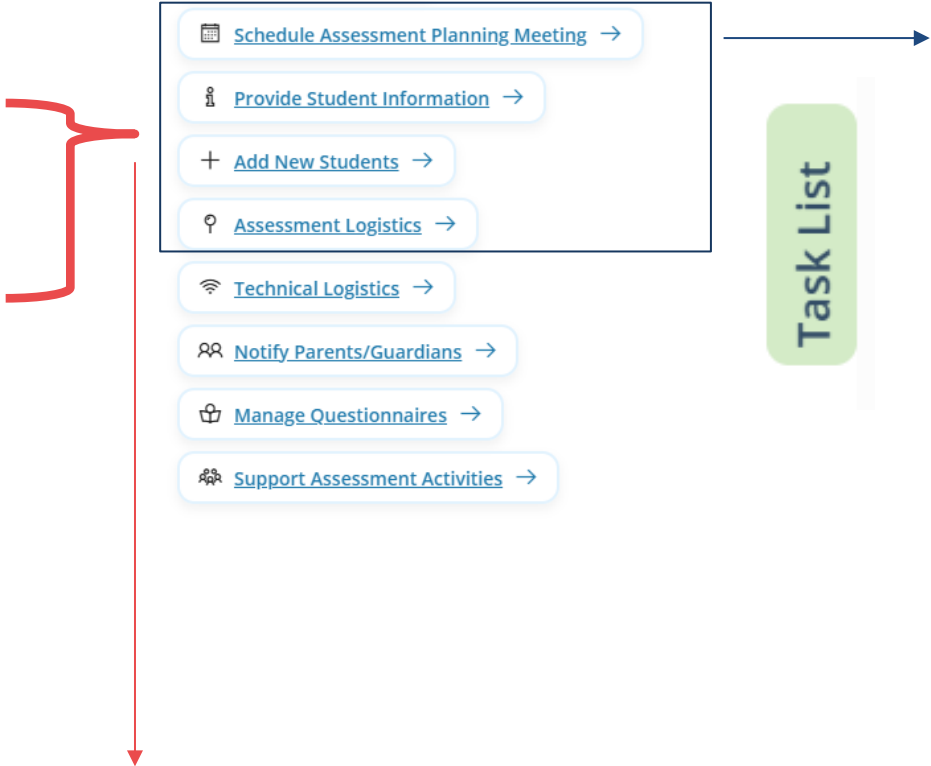 Schedule Assessment Planning Meeting
Provide Student Information
Add New Students
Assessment Logistics
Technical Logistics
Notify Parents/Guardians
Manage Questionnaires
Support Assessment Activities
Task List